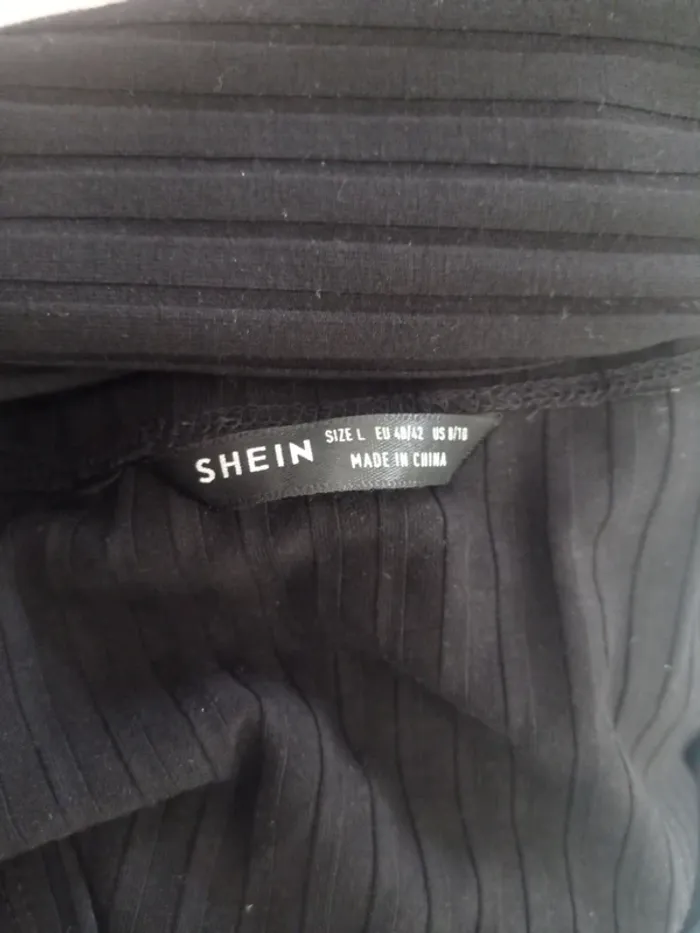 SHEIN
SIZE L EU 40/42 US 8/10
MADE IN CHINA